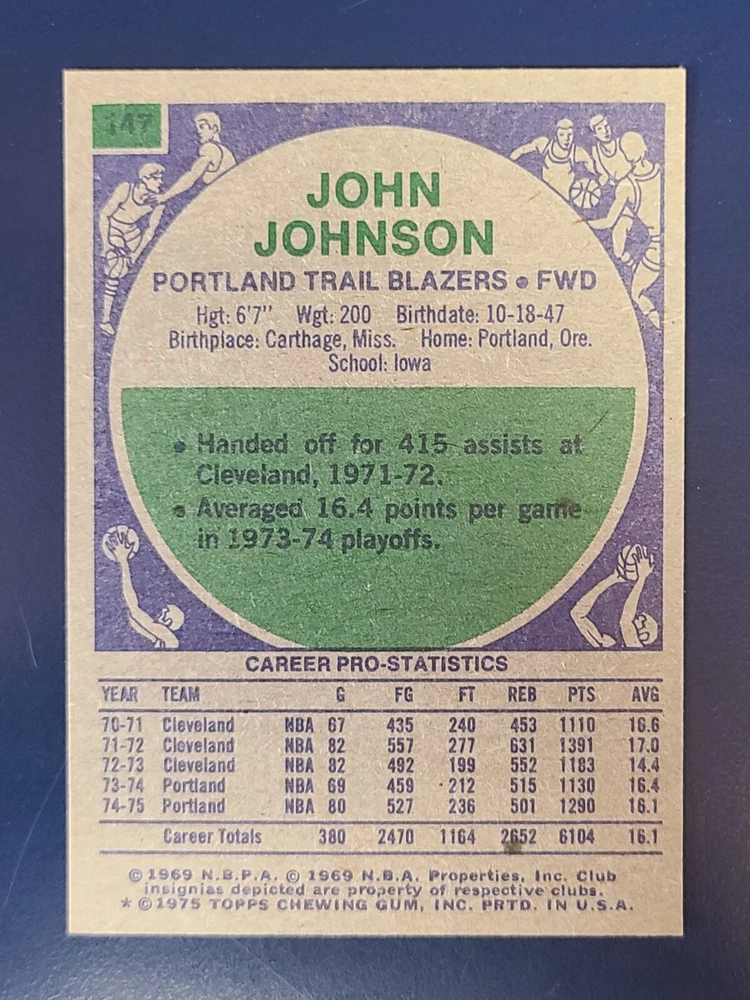 147
JOHN
JOHNSON
PORTLAND TRAIL BLAZERS • FWD
Hgt: 6'7" Wgt: 200 Birthdate: 10-18-47
Birthplace: Carthage, Miss. Home: Portland, Ore.
School: Iowa
• Handed off for 415 assists at
Cleveland, 1971-72.
• Averaged 16.4 points per game
in 1973-74 playoffs.
CAREER PRO-STATISTICS
YEAR TEAM G FG FT REB PTS AVG
70-71 Cleveland NBA 67 435 240 453 1110 16.6
71-72 Cleveland NBA 82 557 277 631 1391 17.0
72-73 Cleveland NBA 82 492 199 552 1183 14.4
73-74 Portland NBA 69 459 212 515 1130 16.4
74-75 Portland NBA 80 527 236 501 1290 16.1
Career Totals 380 2470 1164 2652 6104 16.1
© 1969 N.B.P.A. © 1969 N.B.A. Properties, Inc. Club
insignias depicted are property of respective clubs.
* © 1975 TOPPS CHEWING GUM, INC. PRTD. IN U.S.A.